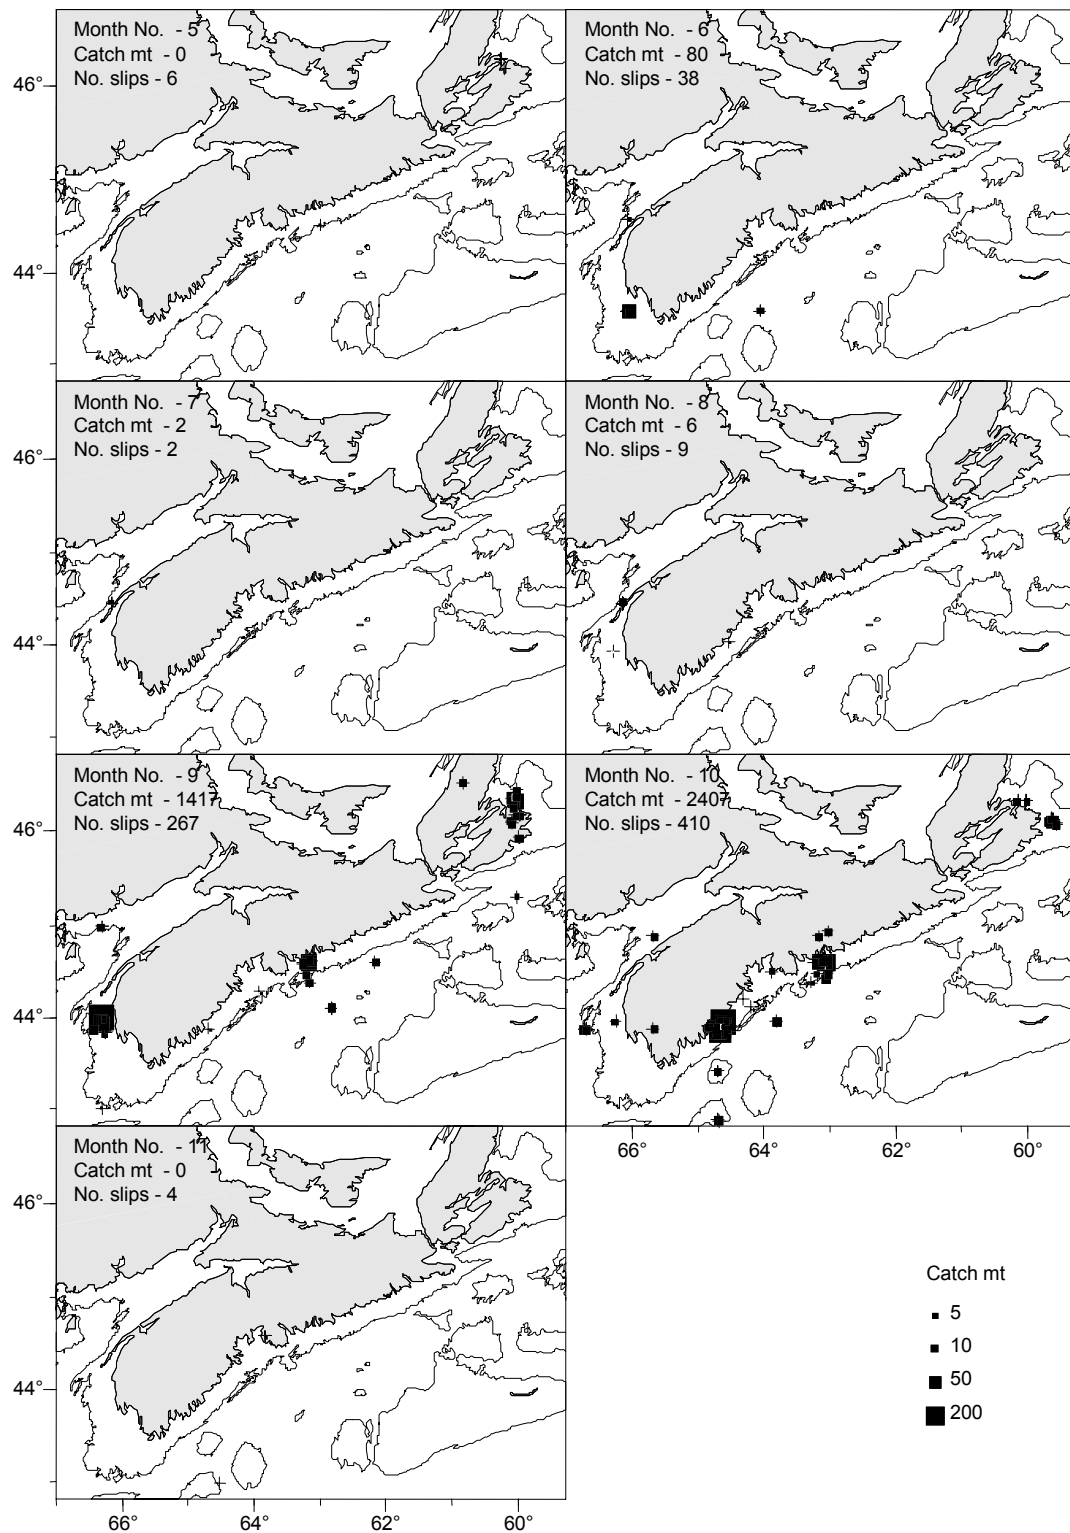 Month No. - 5
Catch mt - 0
No. slips - 6
Month No. - 6
Catch mt - 80
No. slips - 38
46°
44°
Month No. - 7
Catch mt - 2
No. slips - 2
Month No. - 8
Catch mt - 6
No. slips - 9
46°
44°
Month No. - 9
Catch mt - 1417
No. slips - 267
Month No. - 10
Catch mt - 2407
No. slips - 410
46°
44°
66° 64° 62° 60°
Month No. - 11
Catch mt - 0
No. slips - 4
46°
44°
66° 64° 62° 60°
Catch mt
5
10
50
200